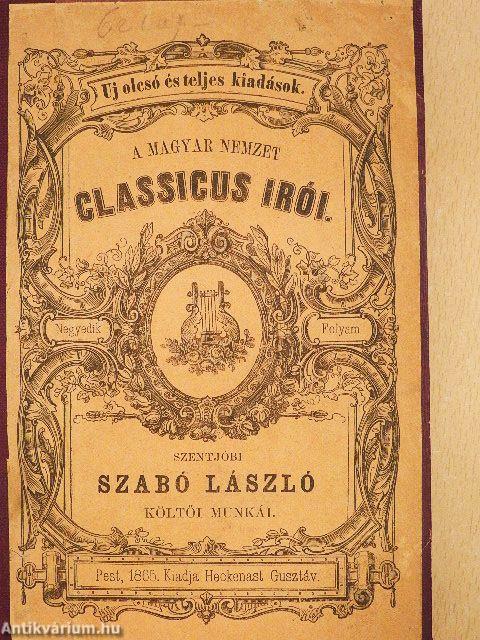 Uj olcsó és teljes kiadások.
A MAGYAR NEMZET
CLASSICUS IRÓI.
Negyedik Folyam
SZENTJÓBI
SZABÓ LÁSZLÓ
KÖLTŐI MUNKÁI.
Pest, 1865. Kiadja Heckenast Gusztáv.
Antikvárium.hu